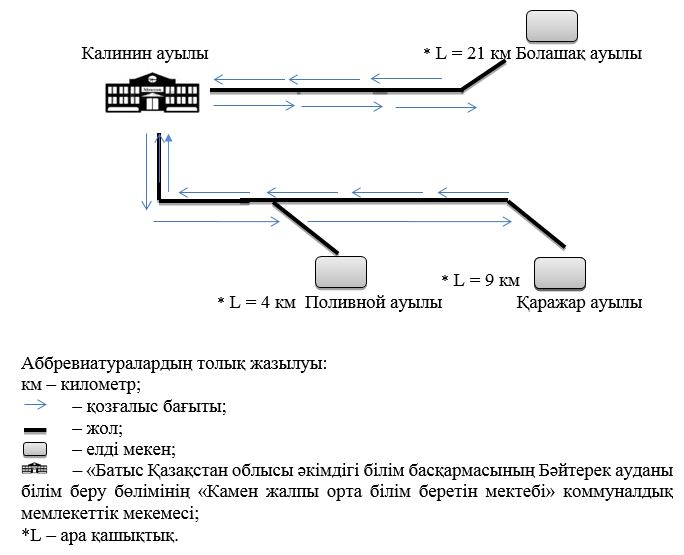 Калинин ауылы
* L = 21 км Болашақ ауылы
* L = 9 км
* L = 4 км Поливной ауылы
Қаражар ауылы
Аббревиатуралардың толық жазылуы:
км – километр;
– қозғалыс бағыты;
– жол;
– елді мекен;
– «Батыс Қазақстан облысы әкімдігі білім басқармасының Бәйтерек ауданы
білім беру бөлімінің «Камен жалпы орта білім беретін мектебі» коммуналдық
мемлекеттік мекемесі;
*L – ара қашықтық.